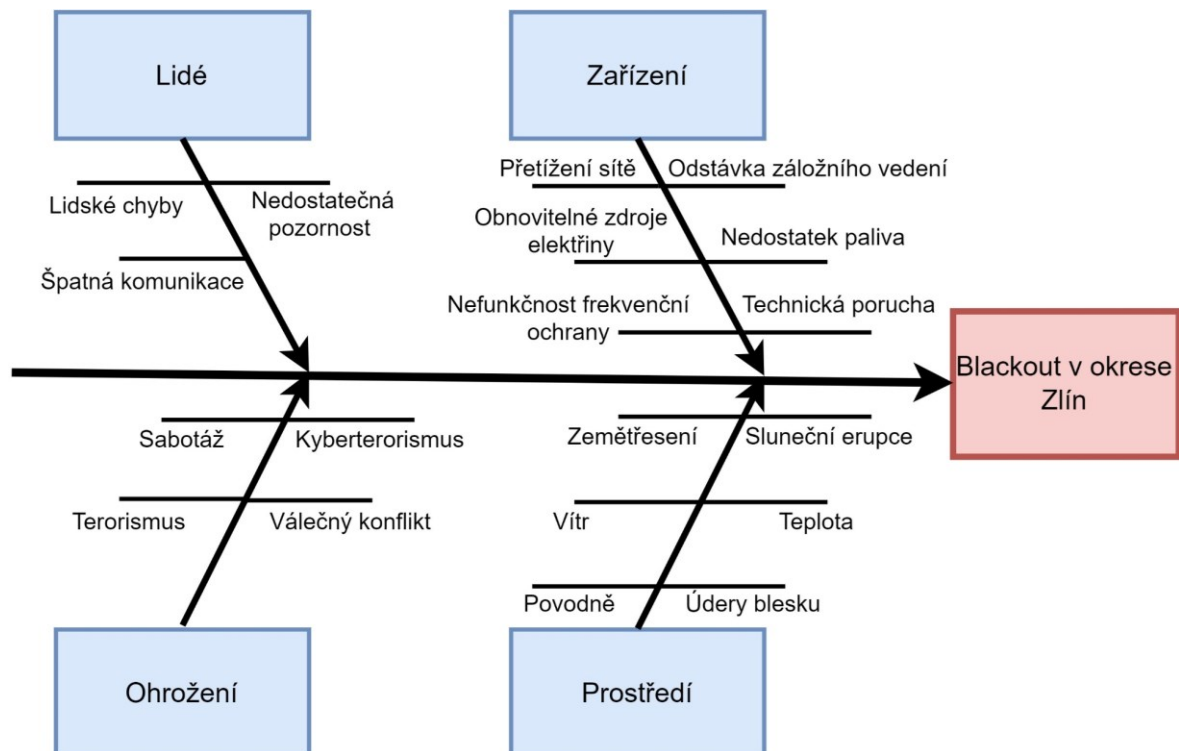 Lidé
Zařízení
Přetížení sítě
Odstávka záložního vedení
Lidské chyby
Nedostatečná
pozornost
Obnovitelné zdroje
elektřiny
Nedostatek paliva
Špatná komunikace
Nefunkčnost frekvenční
ochrany
Technická porucha
Blackout v okrese
Zlín
Sabotáž
Kyberterorismus
Zemětřesení
Sluneční erupce
Terorismus
Válečný konflikt
Vítr
Teplota
Povodně
Údery blesku
Ohrožení
Prostředí